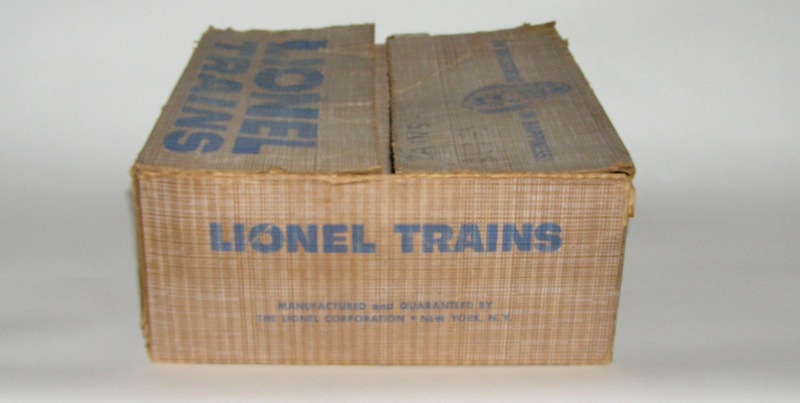 LIONEL
TRAINS
LIONEL TRAINS
MANUFACTURED and GUARANTEED BY
THE LIONEL CORPORATION • NEW YORK, N.Y.